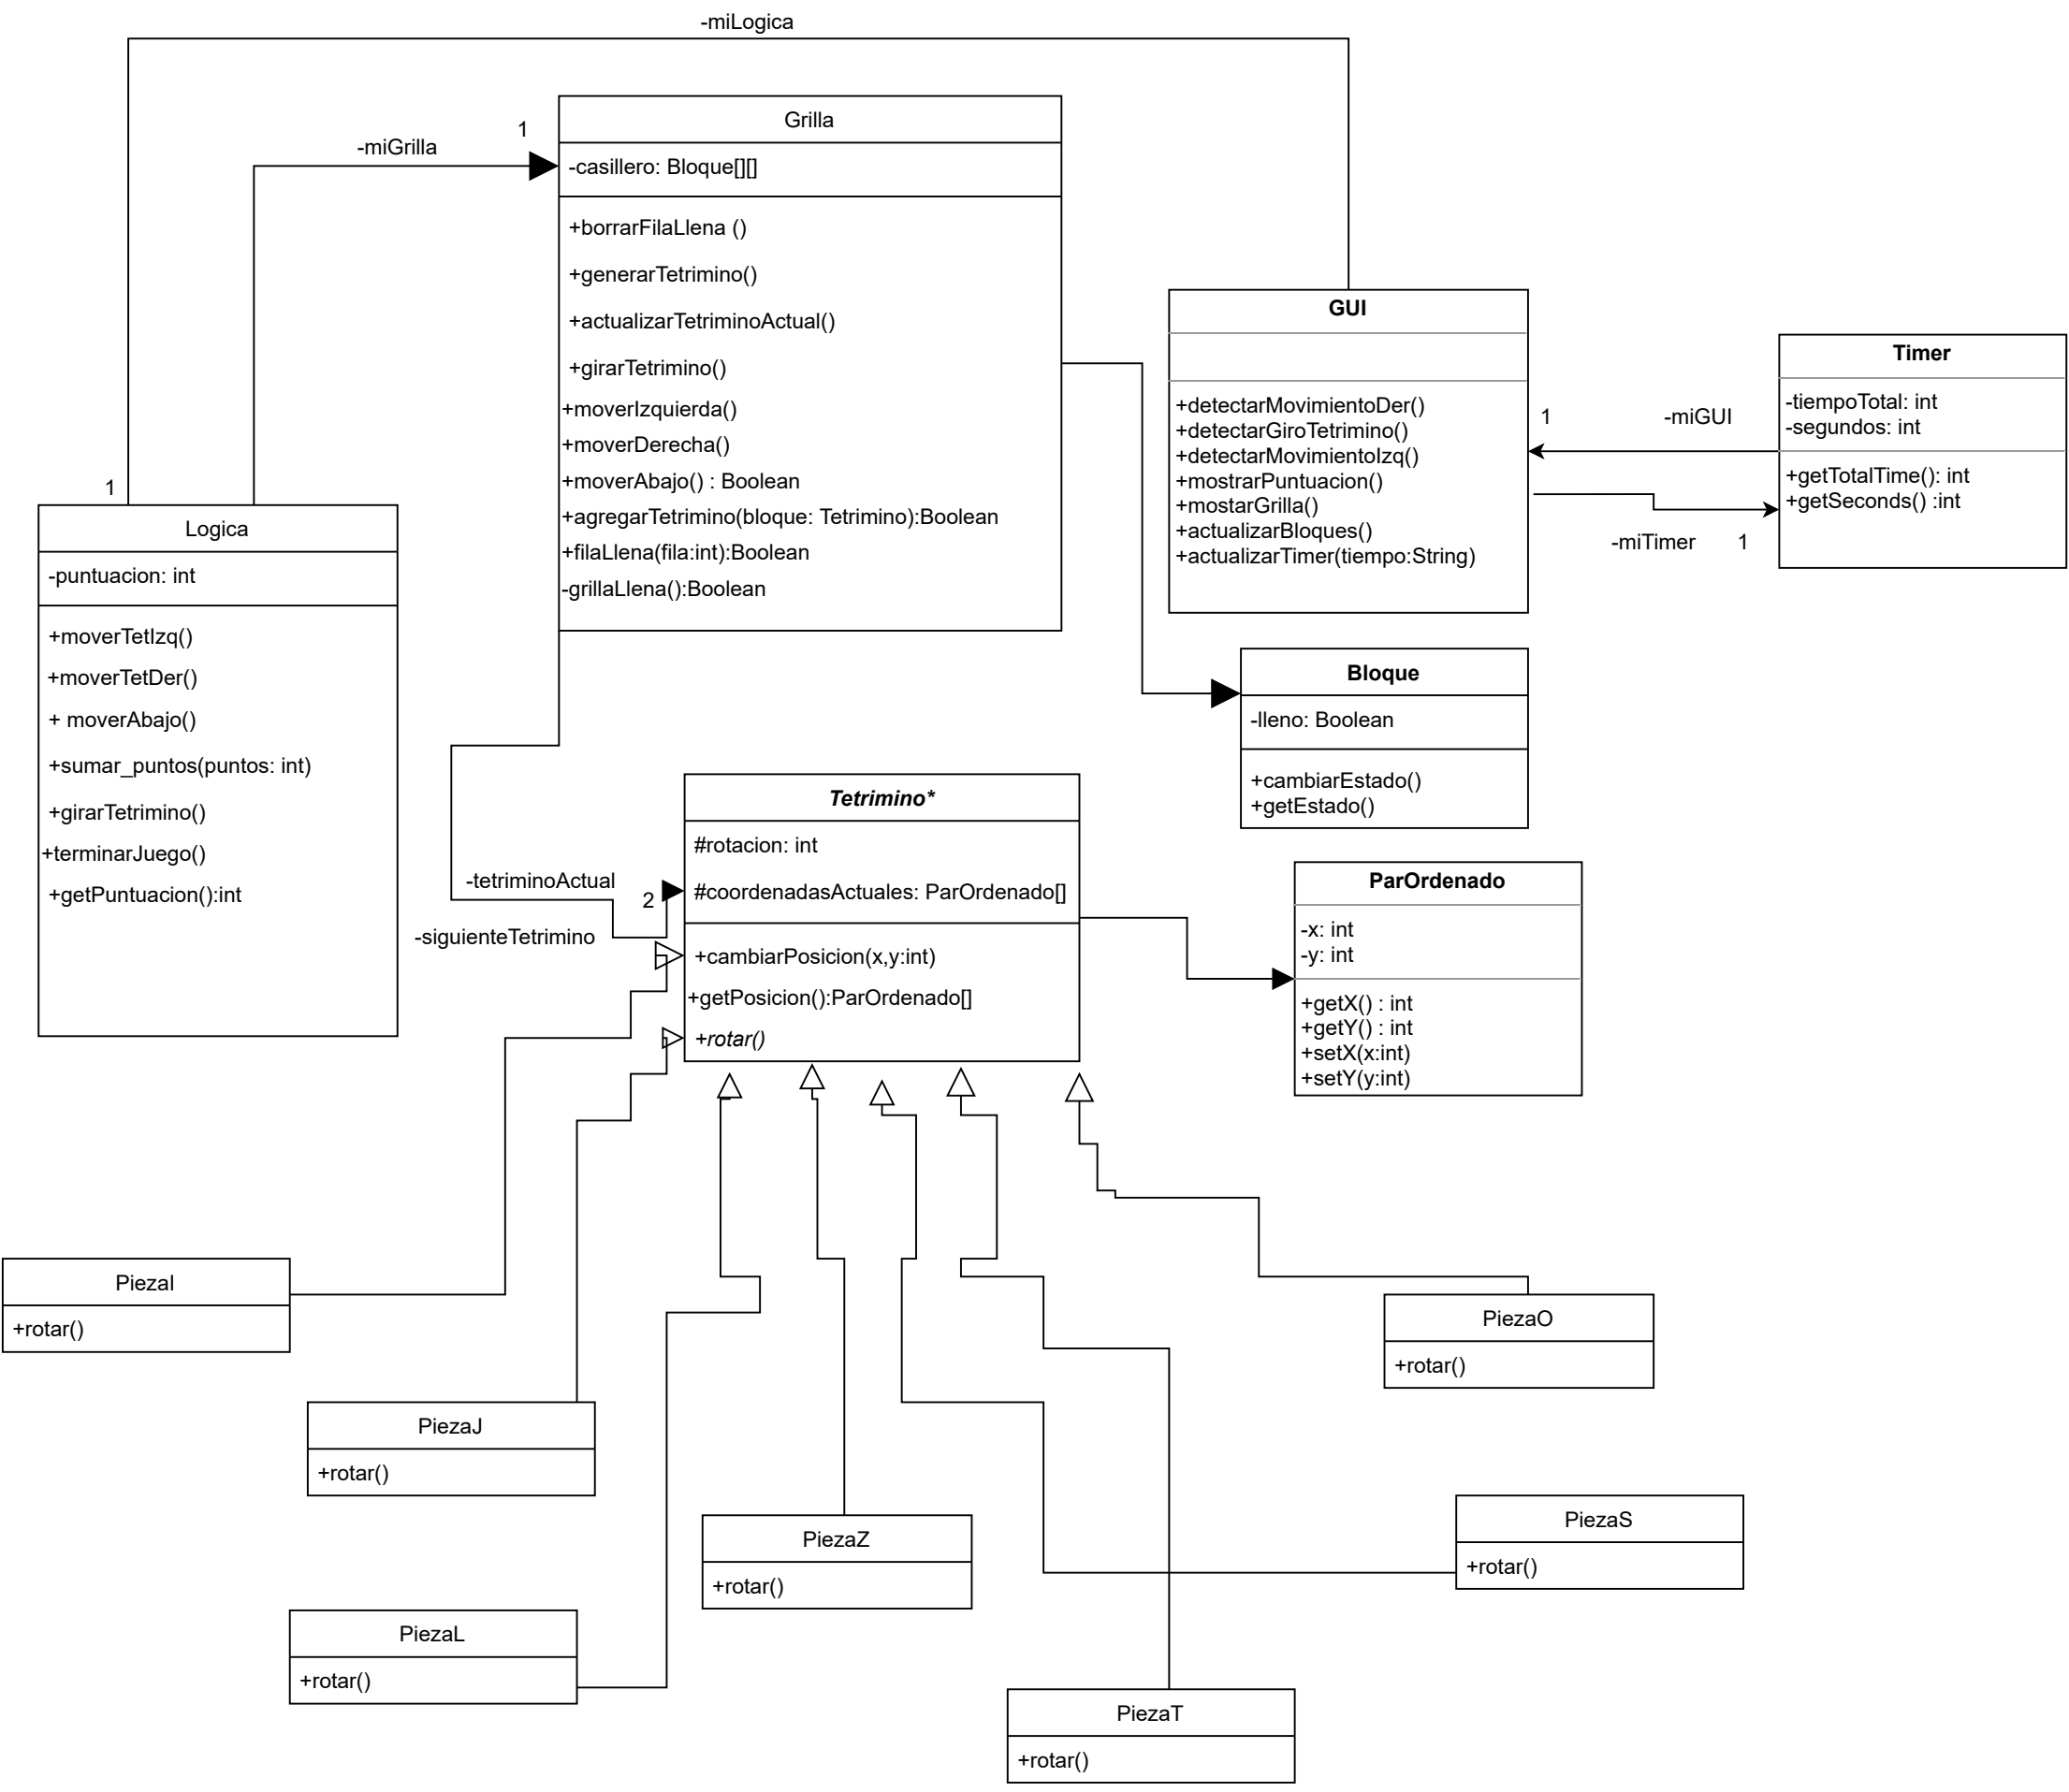 -miLogica
-miGrilla
1
Grilla
-casillero: Bloque[][]
+borrarFilaLlena ()
+generarTetrimino()
+actualizarTetriminoActual()
+girarTetrimino()
+moverIzquierda()
+moverDerecha()
+moverAbajo() : Boolean
+agregarTetrimino(bloque: Tetrimino):Boolean
+filaLlena(fila:int):Boolean
-grillaLlena():Boolean
GUI
+detectarMovimientoDer()
+detectarGiroTetrimino()
+detectarMovimientoIzq()
+mostrarPuntuacion()
+mostarGrilla()
+actualizarBloques()
+actualizarTimer(tiempo:String)
1
-miGUI
-miTimer
1
Timer
-tiempoTotal: int
-segundos: int
+getTotalTime(): int
+getSeconds() :int
1
Logica
-puntuacion: int
+moverTetIzq()
+moverTetDer()
+ moverAbajo()
+sumar_puntos(puntos: int)
+girarTetrimino()
+terminarJuego()
+getPuntuacion():int
Bloque
-lleno: Boolean
+cambiarEstado()
+getEstado()
-tetriminoActual
2
-siguienteTetrimino
Tetrimino*
#rotacion: int
#coordenadasActuales: ParOrdenado[]
+cambiarPosicion(x,y:int)
+getPosicion():ParOrdenado[]
+rotar()
ParOrdenado
-x: int
-y: int
+getX() : int
+getY() : int
+setX(x:int)
+setY(y:int)
PiezaI
+rotar()
PiezaO
+rotar()
PiezaJ
+rotar()
PiezaZ
+rotar()
PiezaS
+rotar()
PiezaL
+rotar()
PiezaT
+rotar()